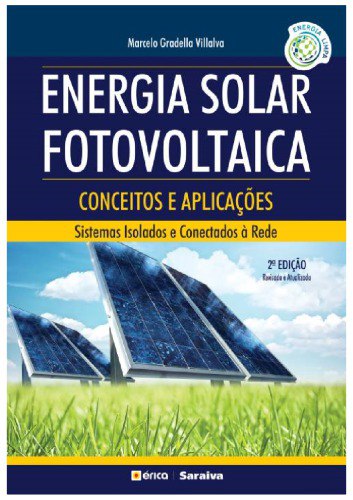 Marcelo Gradella Villalva
ENERGIA LIMPA
ENERGIA SOLAR
FOTOVOLTAICA
CONCEITOS E APLICAÇÕES
Sistemas Isolados e Conectados à Rede
2ª EDIÇÃO
Revisada e Atualizada
érica | Saraiva